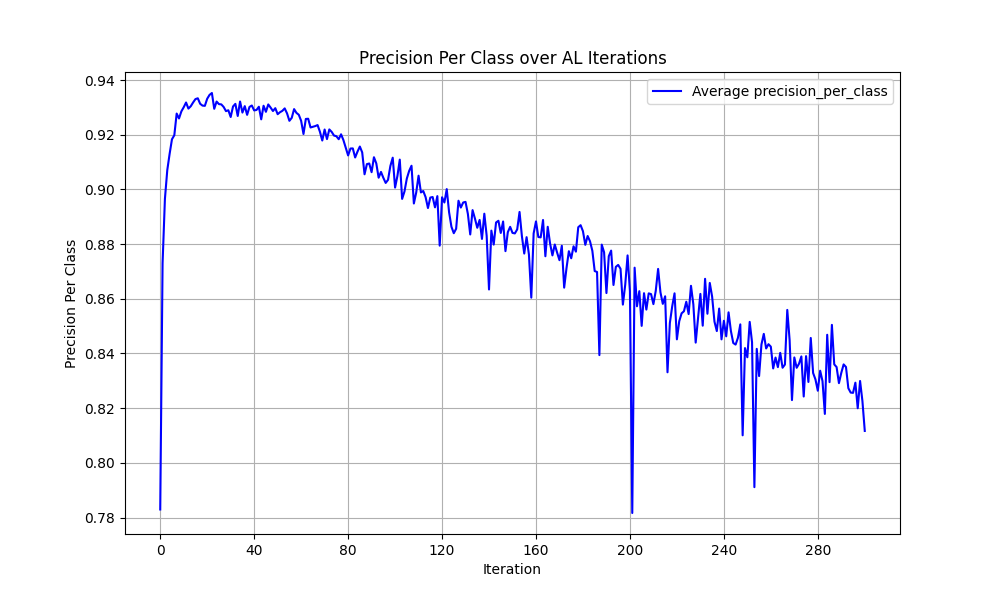 Precision Per Class over AL Iterations
Average precision_per_class
Precision Per Class
0.94
0.92
0.90
0.88
0.86
0.84
0.82
0.80
0.78
0 40 80 120 160 200 240 280
Iteration